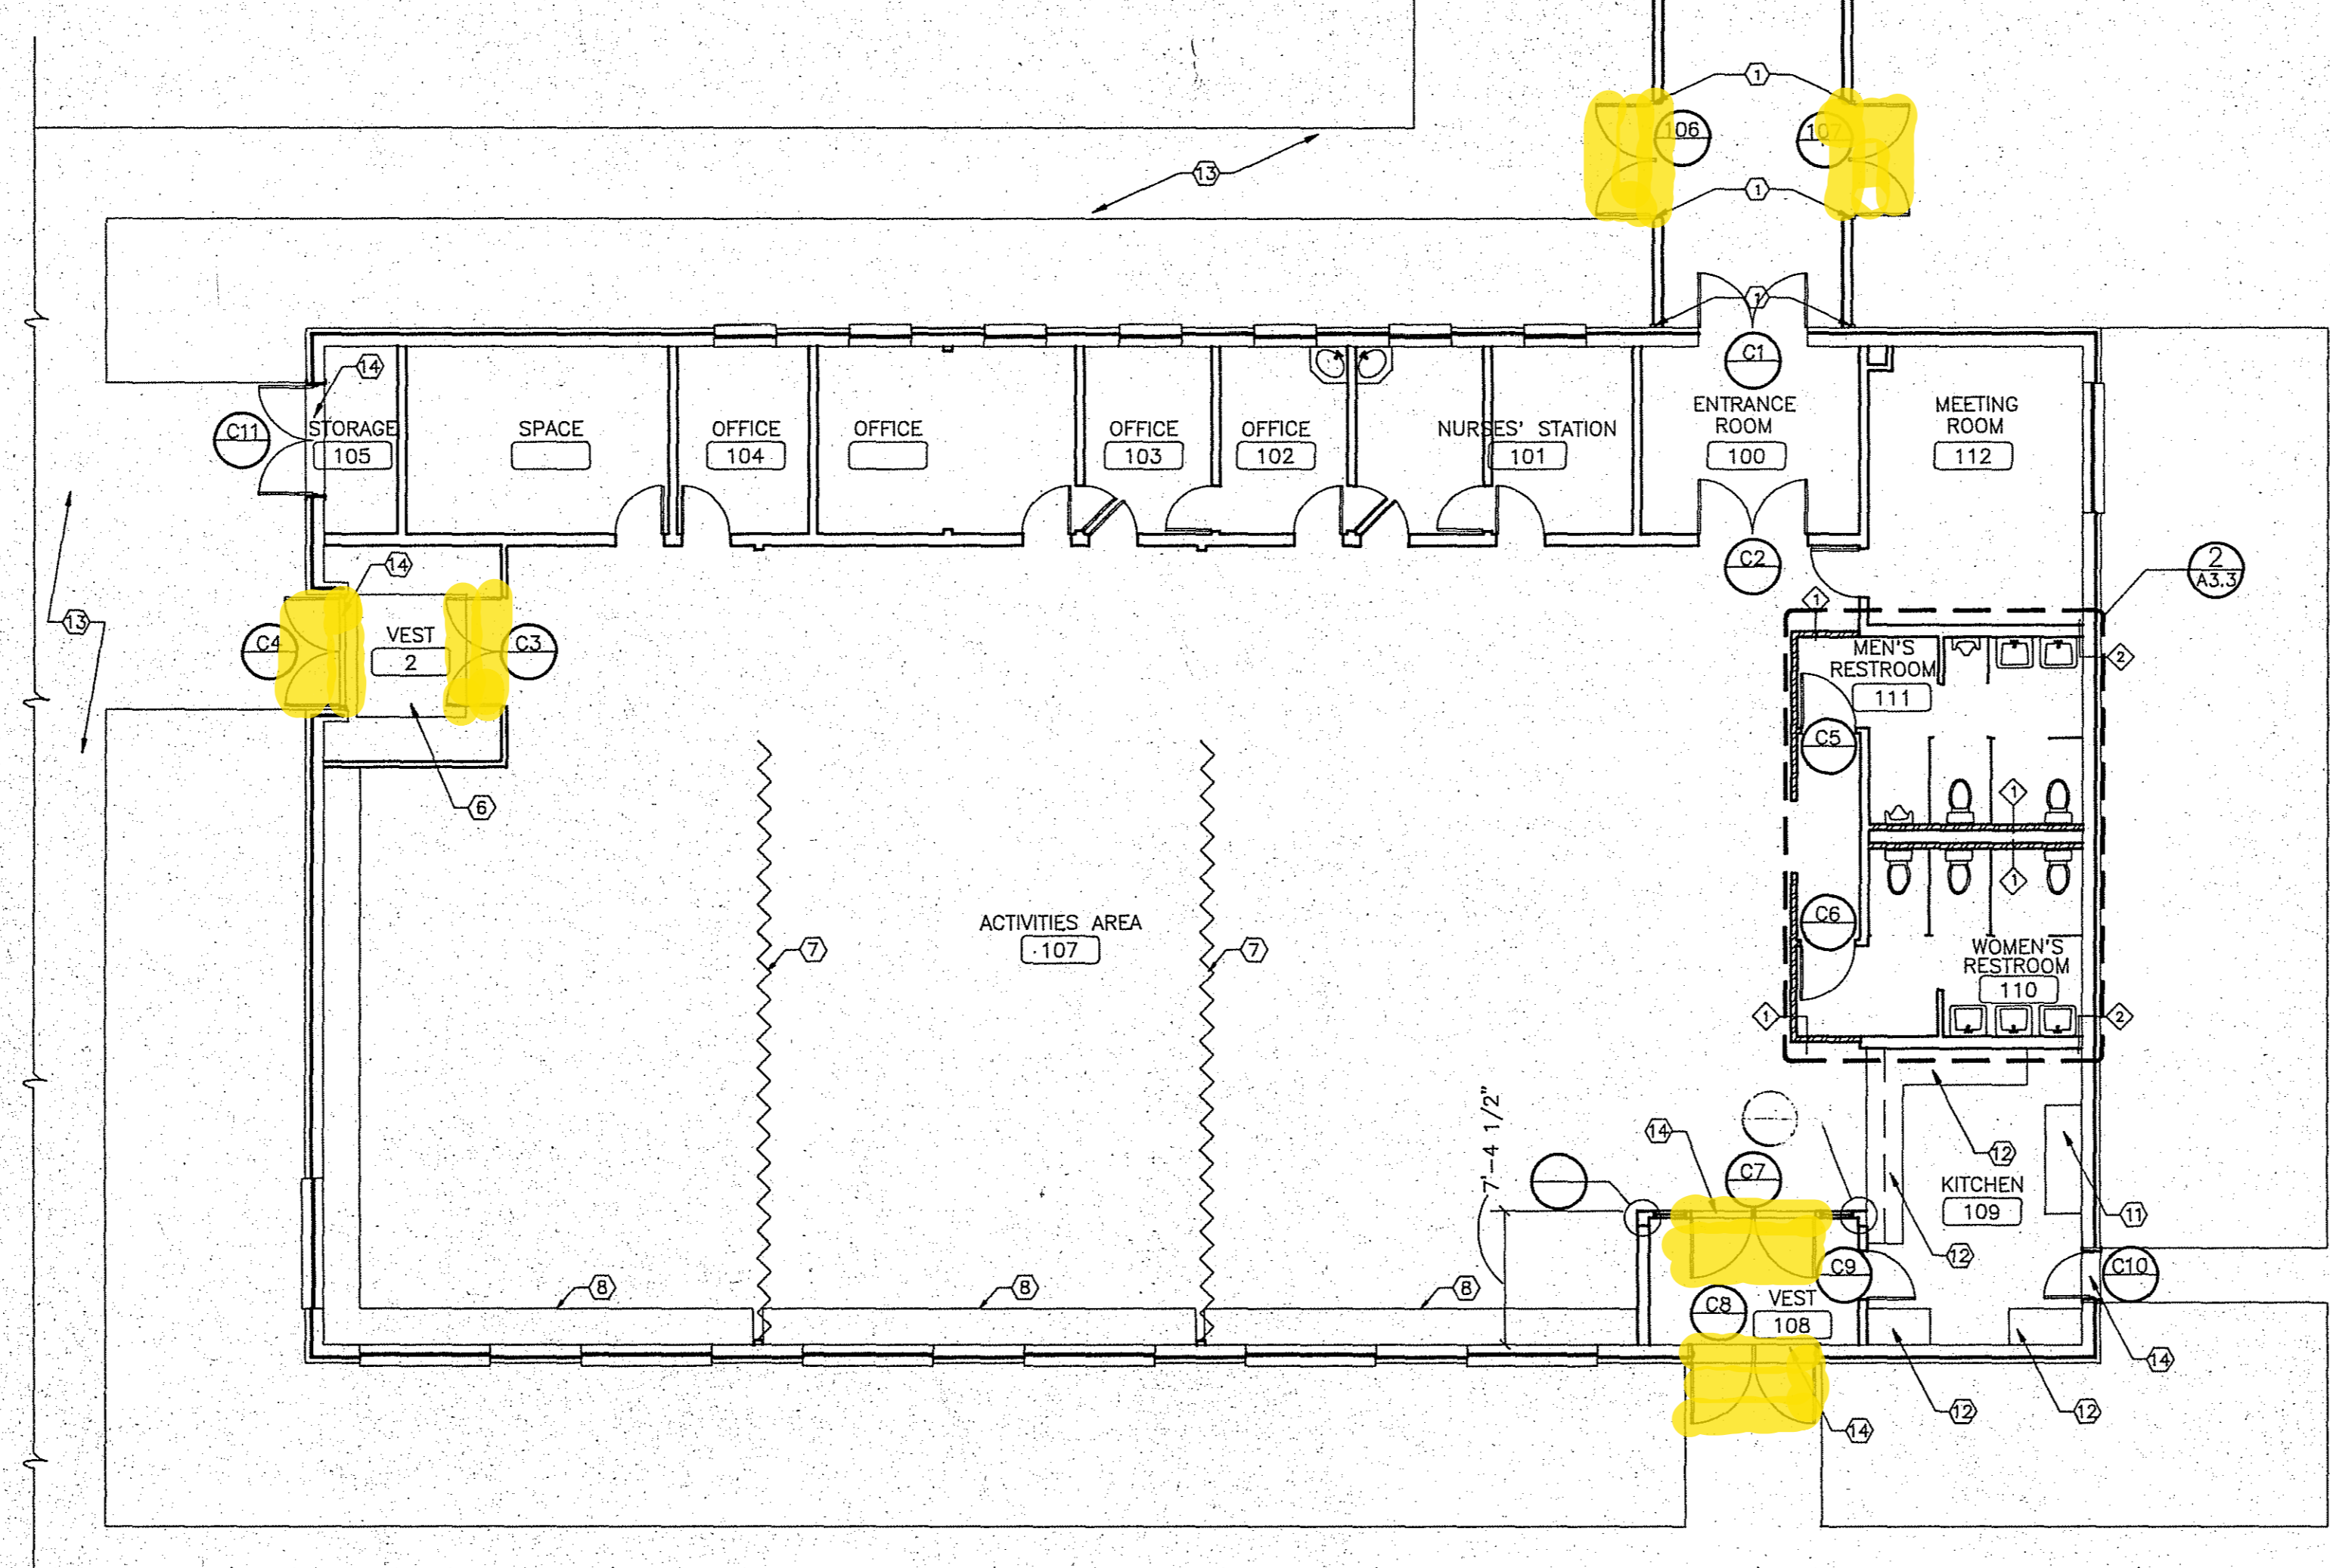 1
106
107
13
1
1
C1
14
C11
STORAGE
105
SPACE
OFFICE
104
OFFICE
OFFICE
103
OFFICE
102
NURSES' STATION
101
ENTRANCE
ROOM
100
MEETING
ROOM
112
C2
2
A3.3
14
13
C4
VEST
2
C3
1
MEN'S
RESTROOM
111
2
C5
6
1
1
C6
ACTIVITIES AREA
107
7
7
WOMEN'S
RESTROOM
110
1
2
7'-4 1/2"
14
12
C7
KITCHEN
109
11
12
C9
C10
8
8
8
C8
VEST
108
14
12
12
14